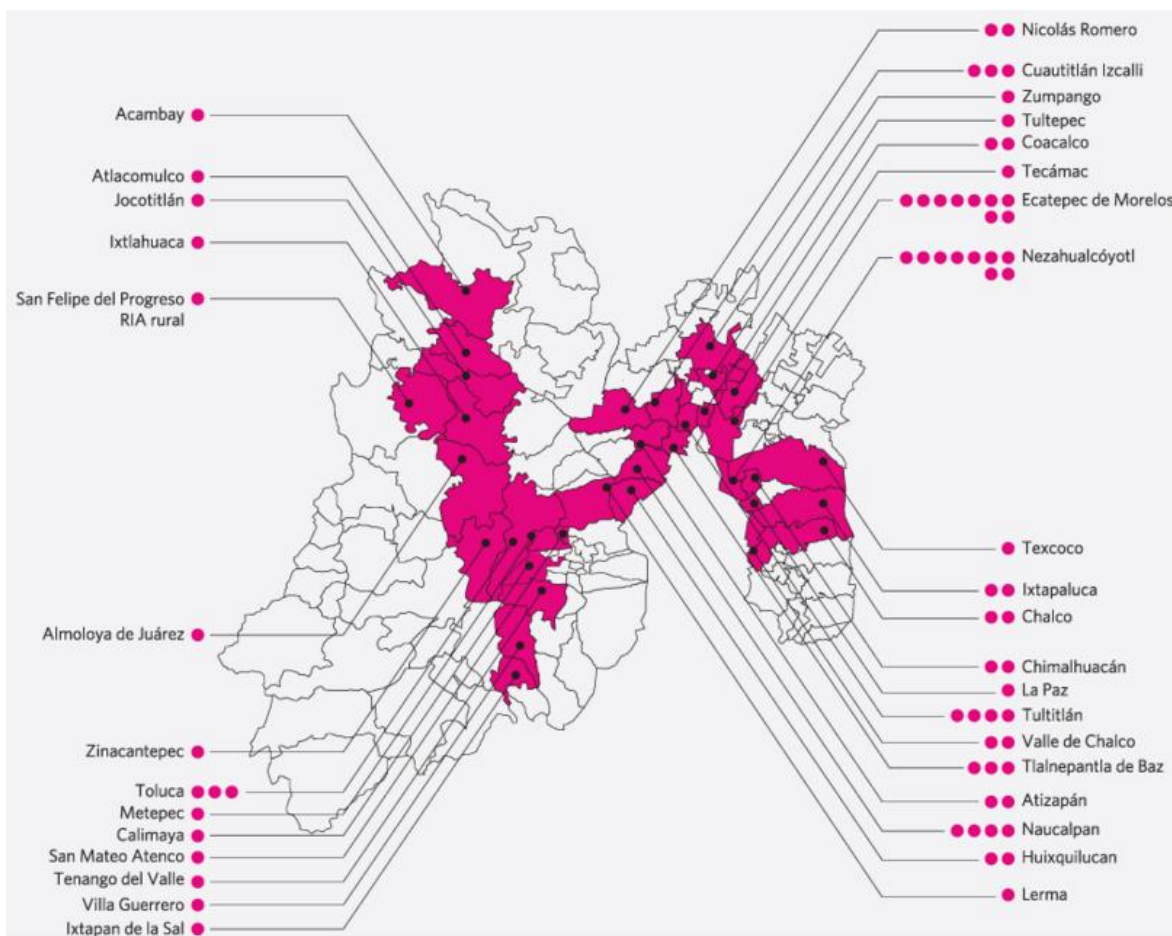 Acambay
Atlacomulco
Jocotitlán
Ixtlahuaca
San Felipe del Progreso
RIA rural
Almoloya de Juárez
Zinacantepec
Toluca
Metepec
Calimaya
San Mateo Atenco
Tenango del Valle
Villa Guerrero
Ixtapan de la Sal
Nicolás Romero
Cuautitlán Izcalli
Zumpango
Tultepec
Coacalco
Tecámac
Ecatepec de Morelos
Nezahualcóyotl
Texcoco
Ixtapaluca
Chalco
Chimalhuacán
La Paz
Tultitlán
Valle de Chalco
Tlalnepantla de Baz
Atizapán
Naucalpan
Huixquilucan
Lerma